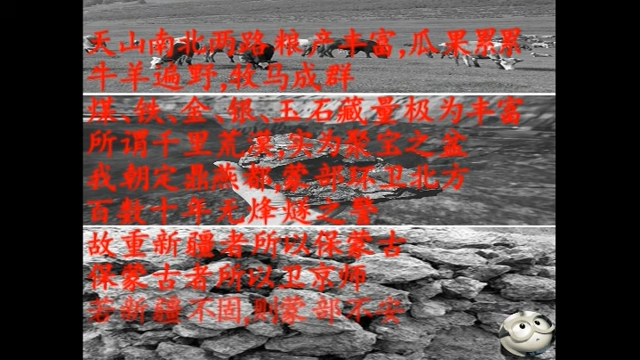 天山南北两路粮产丰富,瓜果累累
牛羊遍野,牧马成群
煤、铁、金、银、玉石藏量极为丰富
所谓千里荒漠,实为聚宝之盆
我朝定鼎燕都,蒙部环卫北方
百数十年无烽燧之警
故重新疆者所以保蒙古
保蒙古者所以卫京师
若新疆不固,则蒙部不安